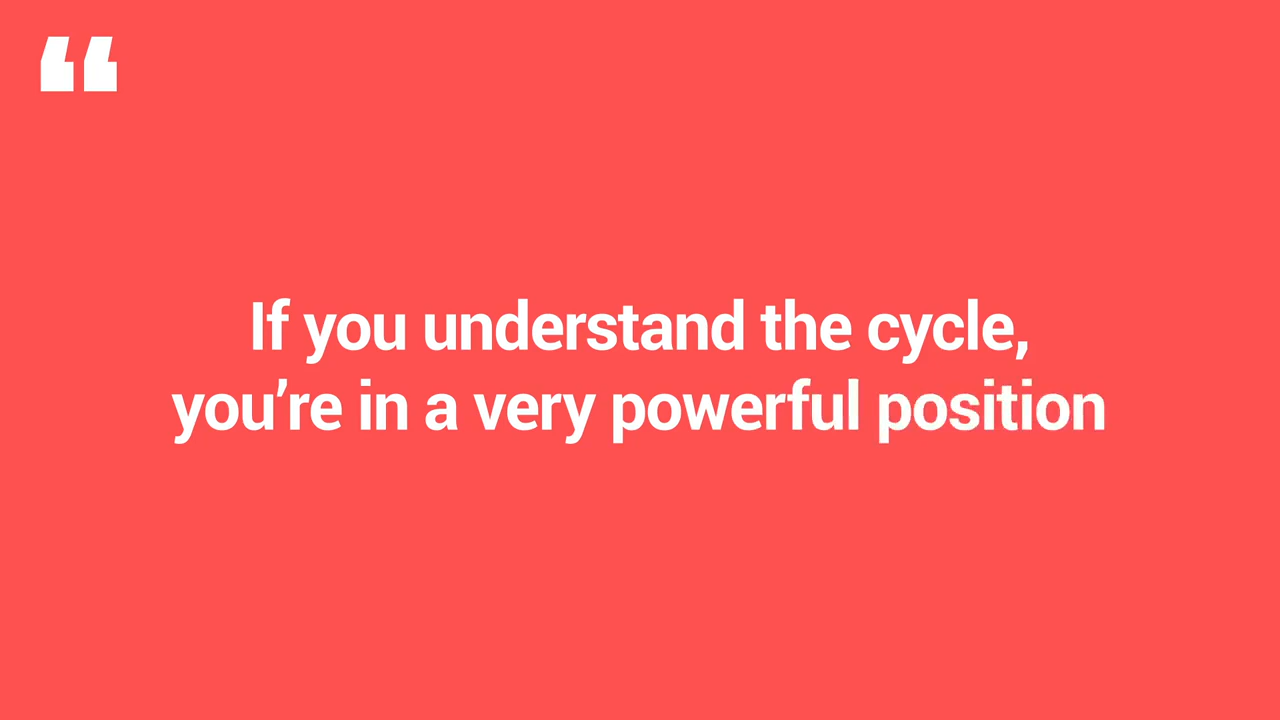 “
If you understand the cycle,
you’re in a very powerful position